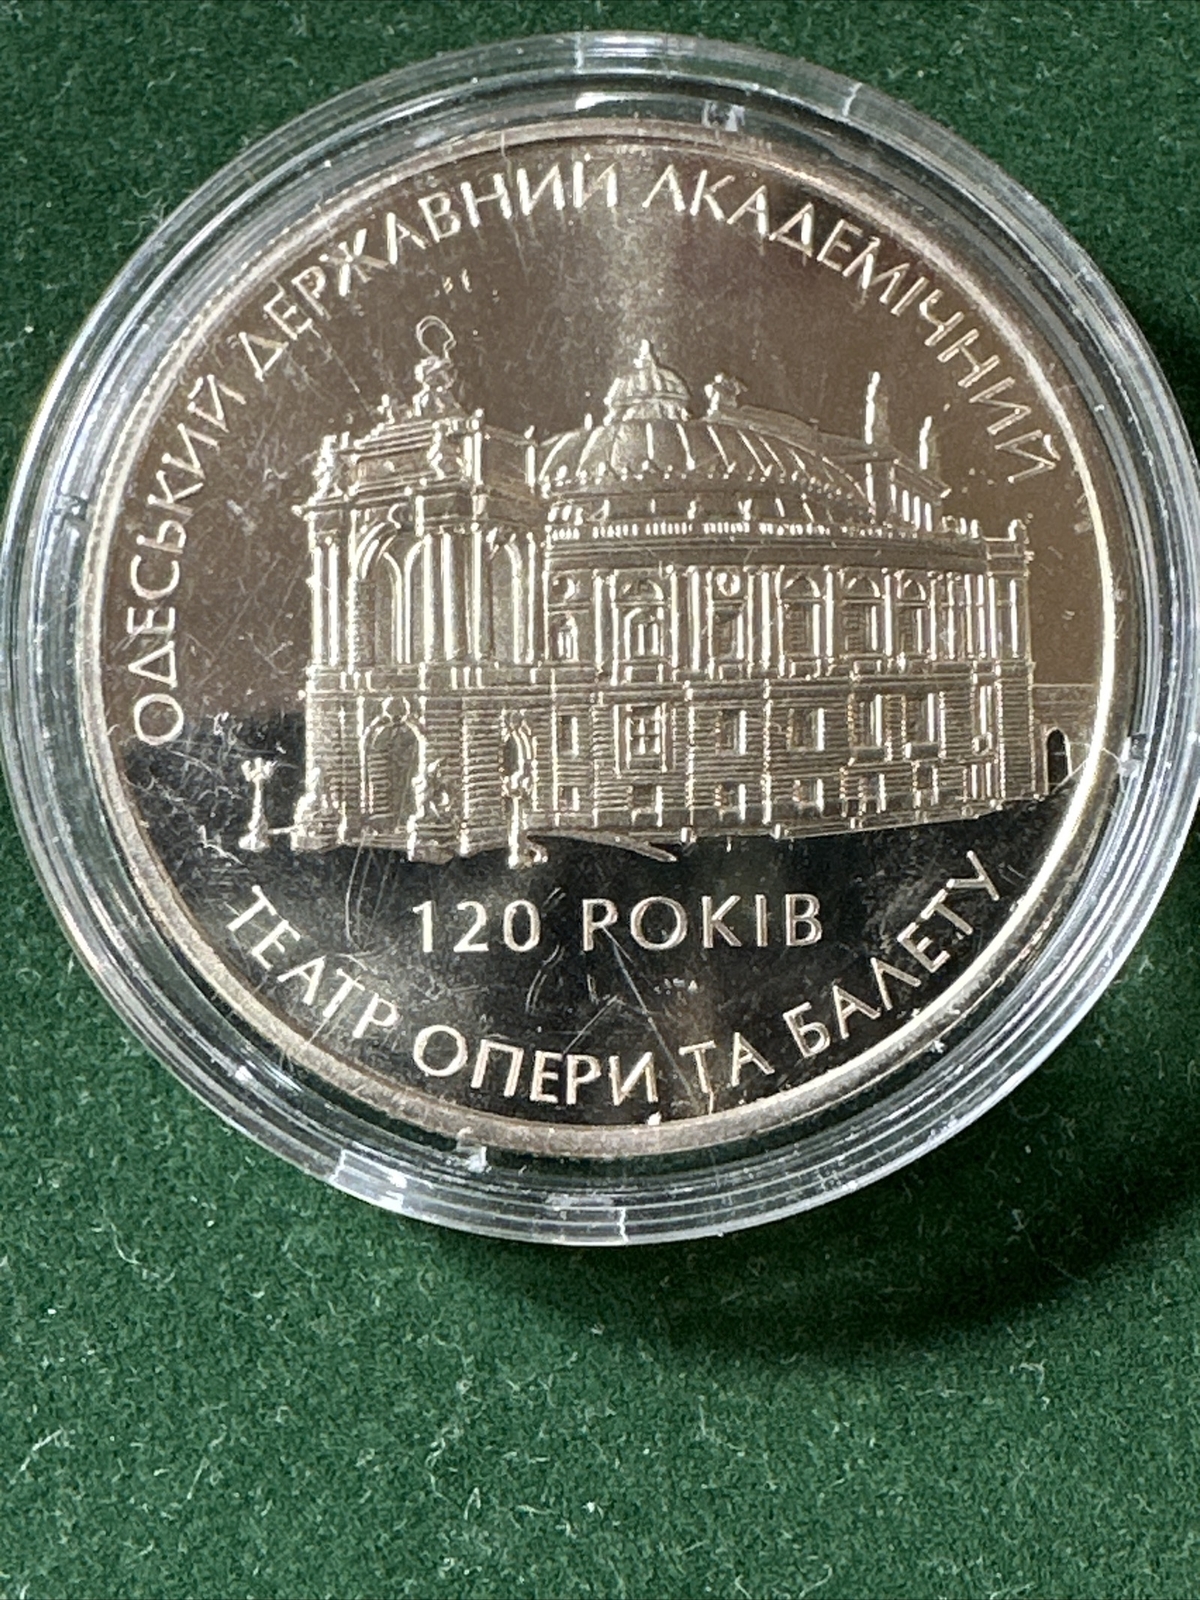 ОДЕСЬКИЙ ДЕРЖАВНИЙ АКАДЕМІЧНИЙ
120 РОКІВ
ТЕАТР ОПЕРИ ТА БАЛЕТУ